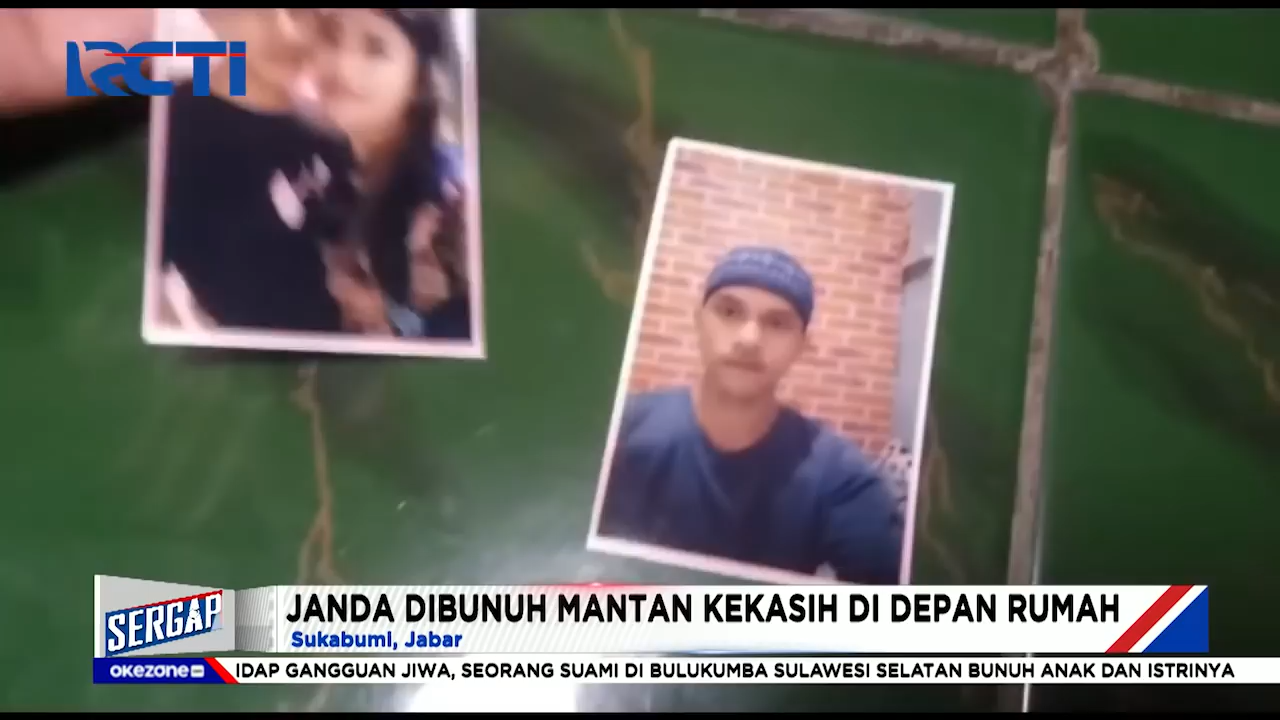 RCTI
JANDA DIBUNUH MANTAN KEKASIH DI DEPAN RUMAH
SERGAP
Sukabumi, Jabar
OKEZONE
IDAP GANGGUAN JIWA, SEORANG SUAMI DI BULUKUMBA SULAWESI SELATAN BUNUH ANAK DAN ISTRINYA